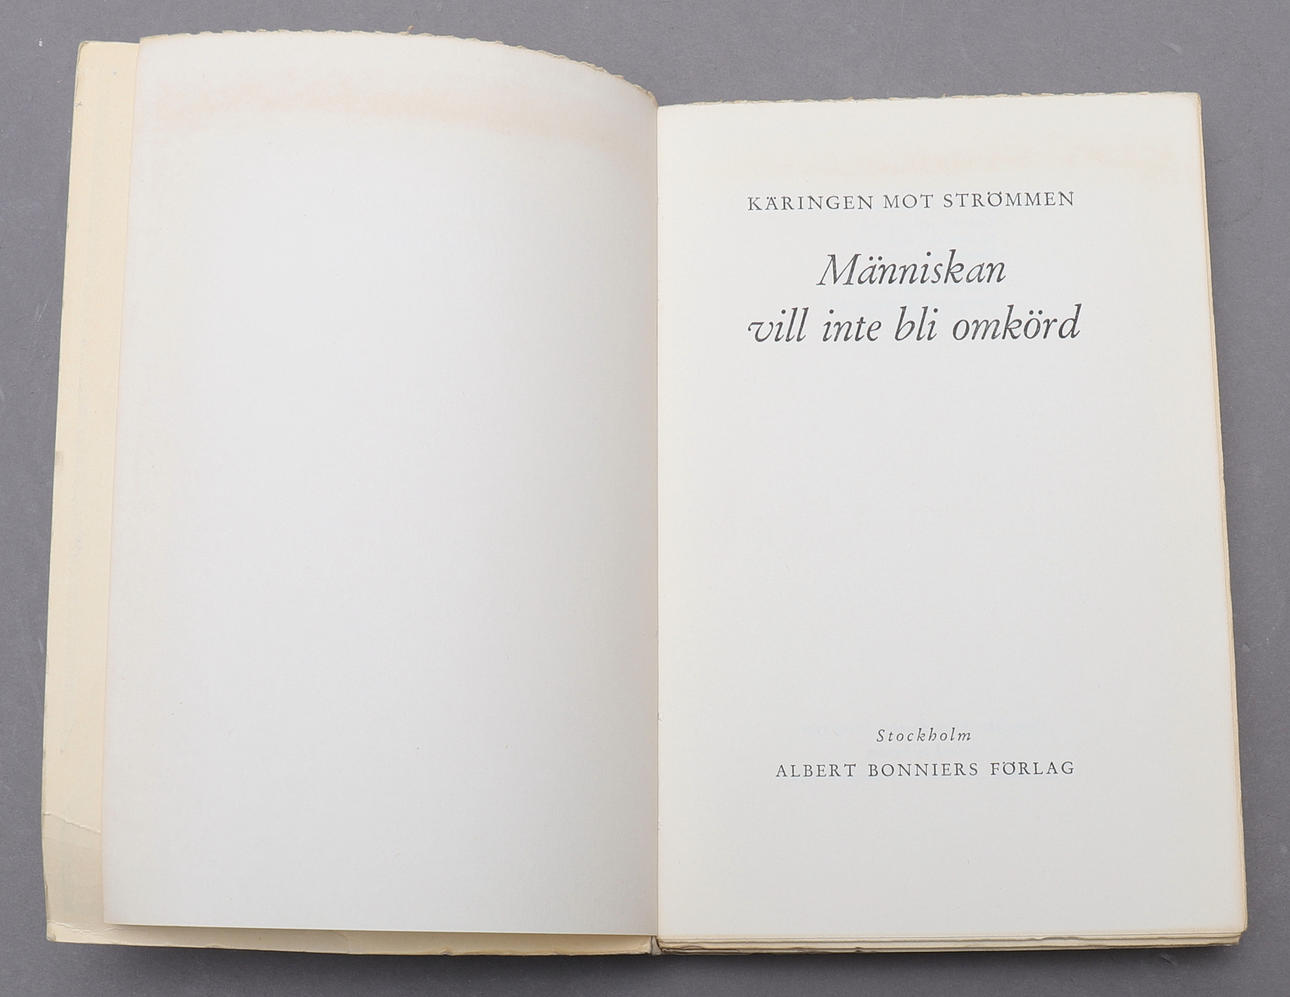 KÄRINGEN MOT STRÖMMEN
Människan
vill inte bli omkörd
Stockholm
ALBERT BONNIERS FÖRLAG